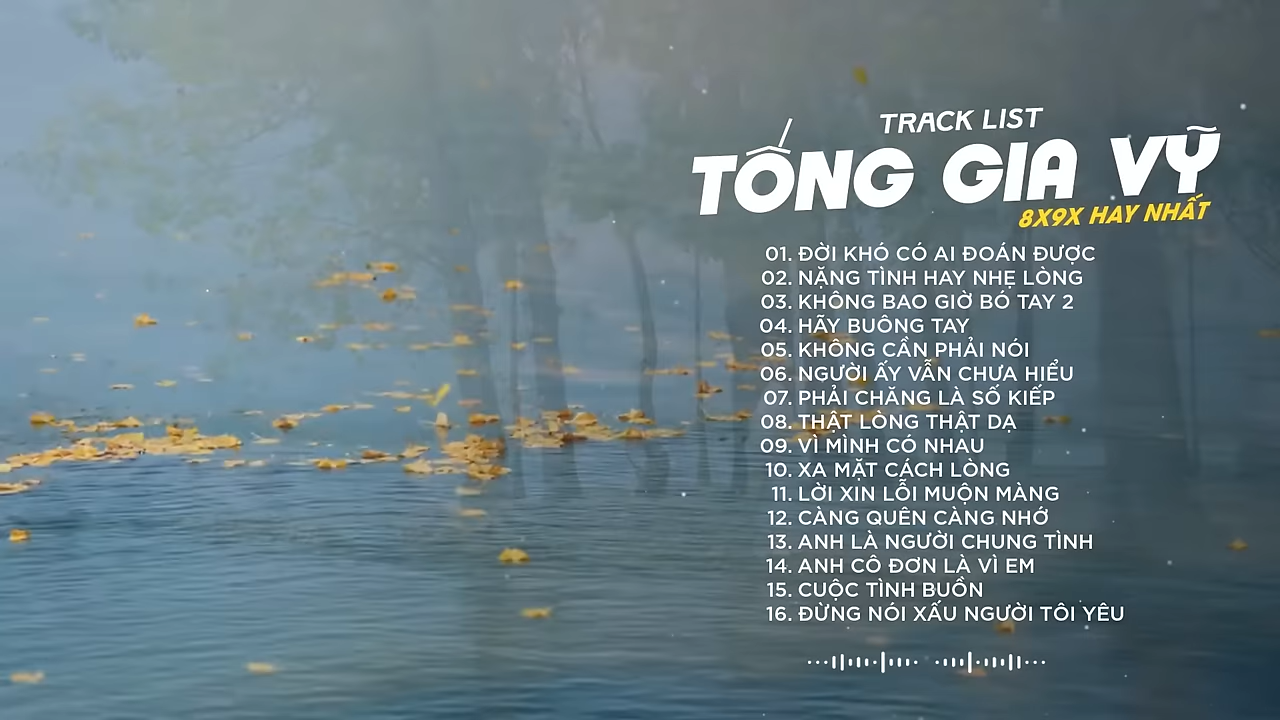 TRACK LIST
TỐNG GIA VỸ
8X9X HAY NHẤT
01. ĐỜI KHÓ CÓ AI ĐOÁN ĐƯỢC
02. NẶNG TÌNH HAY NHẸ LÒNG
03. KHÔNG BAO GIỜ BÓ TAY 2
04. HÃY BUÔNG TAY
05. KHÔNG CẦN PHẢI NÓI
06. NGƯỜI ẤY VẪN CHƯA HIỂU
07. PHẢI CHĂNG LÀ SỐ KIẾP
08. THẬT LÒNG THẬT DẠ
09. VÌ MÌNH CÓ NHAU
10. XA MẶT CÁCH LÒNG
11. LỜI XIN LỖI MUỘN MÀNG
12. CÀNG QUÊN CÀNG NHỚ
13. ANH LÀ NGƯỜI CHUNG TÌNH
14. ANH CÔ ĐƠN LÀ VÌ EM
15. CUỘC TÌNH BUỒN
16. ĐỪNG NÓI XẤU NGƯỜI TÔI YÊU